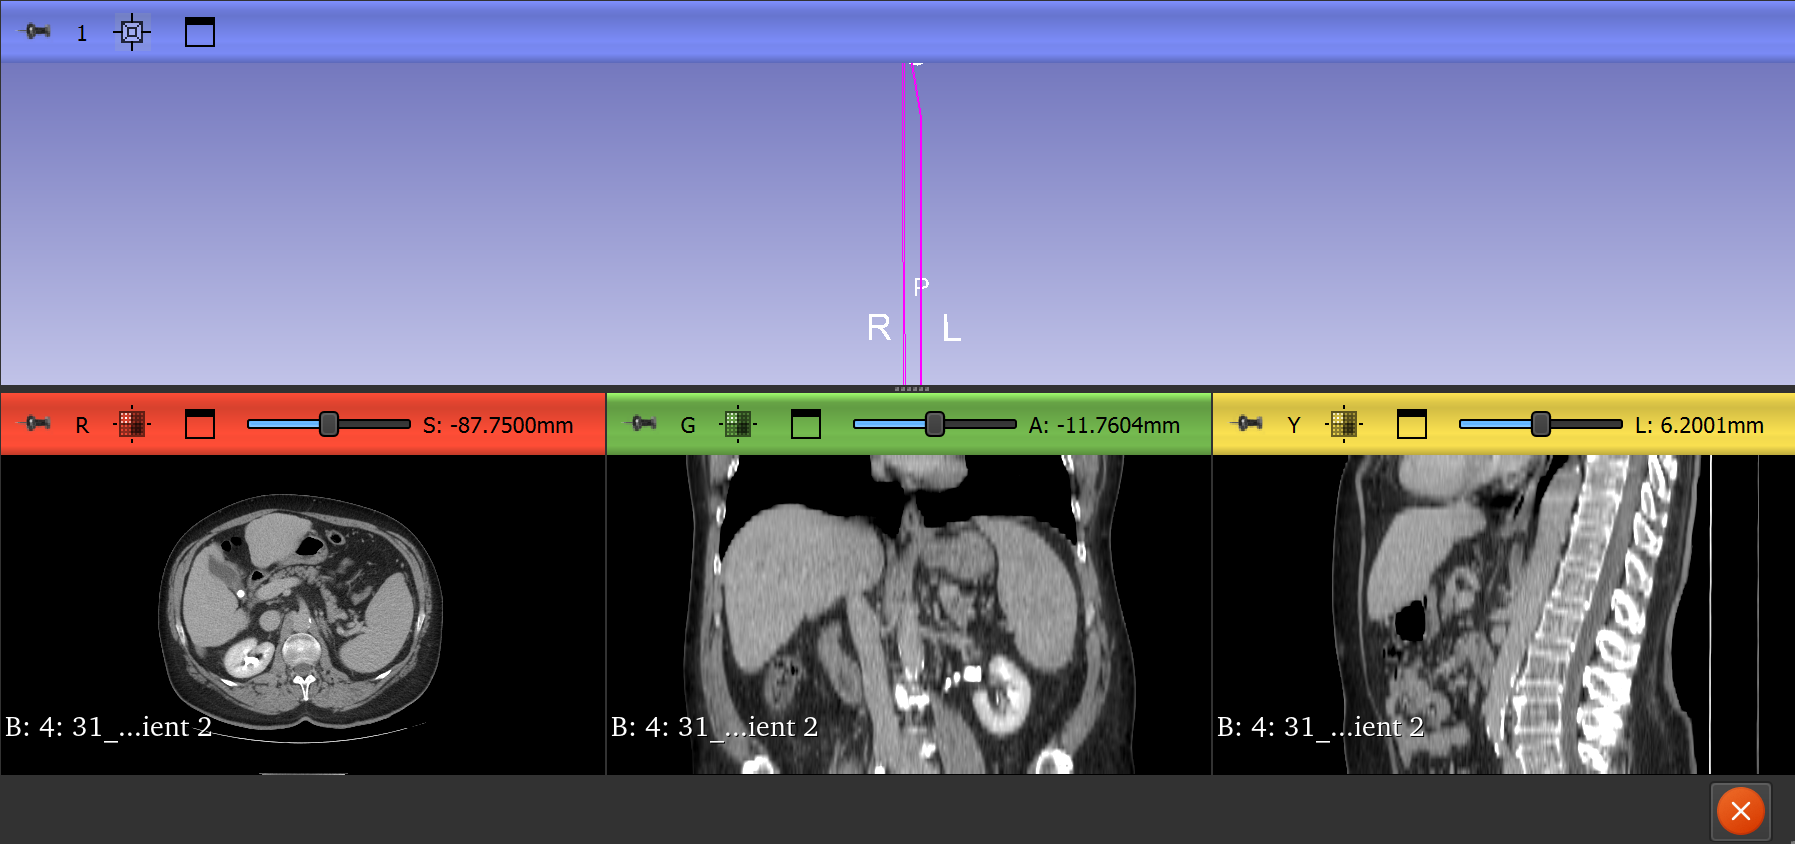 1
P
R L
R S: -87.7500mm
G A: -11.7604mm
Y L: 6.2001mm
B: 4: 31_...ient 2
B: 4: 31_...ient 2
B: 4: 31_...ient 2